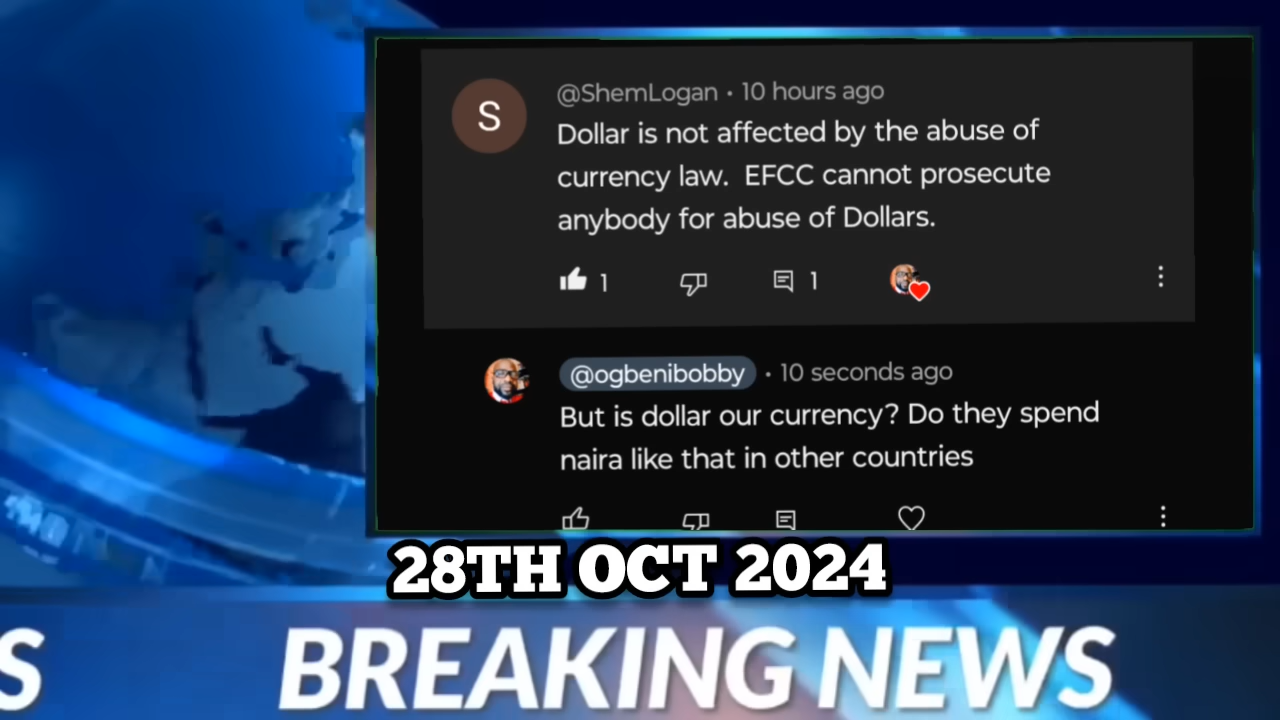 S
@ShemLogan • 10 hours ago
Dollar is not affected by the abuse of
currency law.  EFCC cannot prosecute
anybody for abuse of Dollars.
1
1
@ogbenibobby • 10 seconds ago
But is dollar our currency? Do they spend
naira like that in other countries
28TH OCT 2024
S BREAKING NEWS